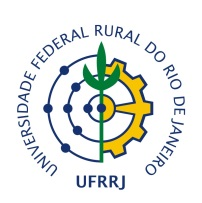 UNIVERSIDADE FEDERAL RURAL DO RIO DE JANEIRO
UFRRJ